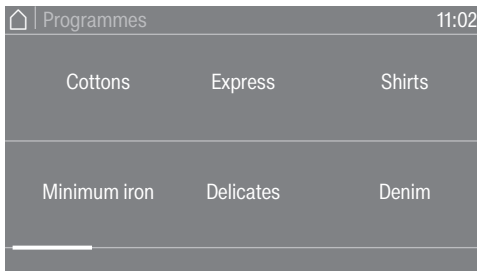 Programmes 11:02
Cottons Express Shirts
Minimum iron Delicates Denim